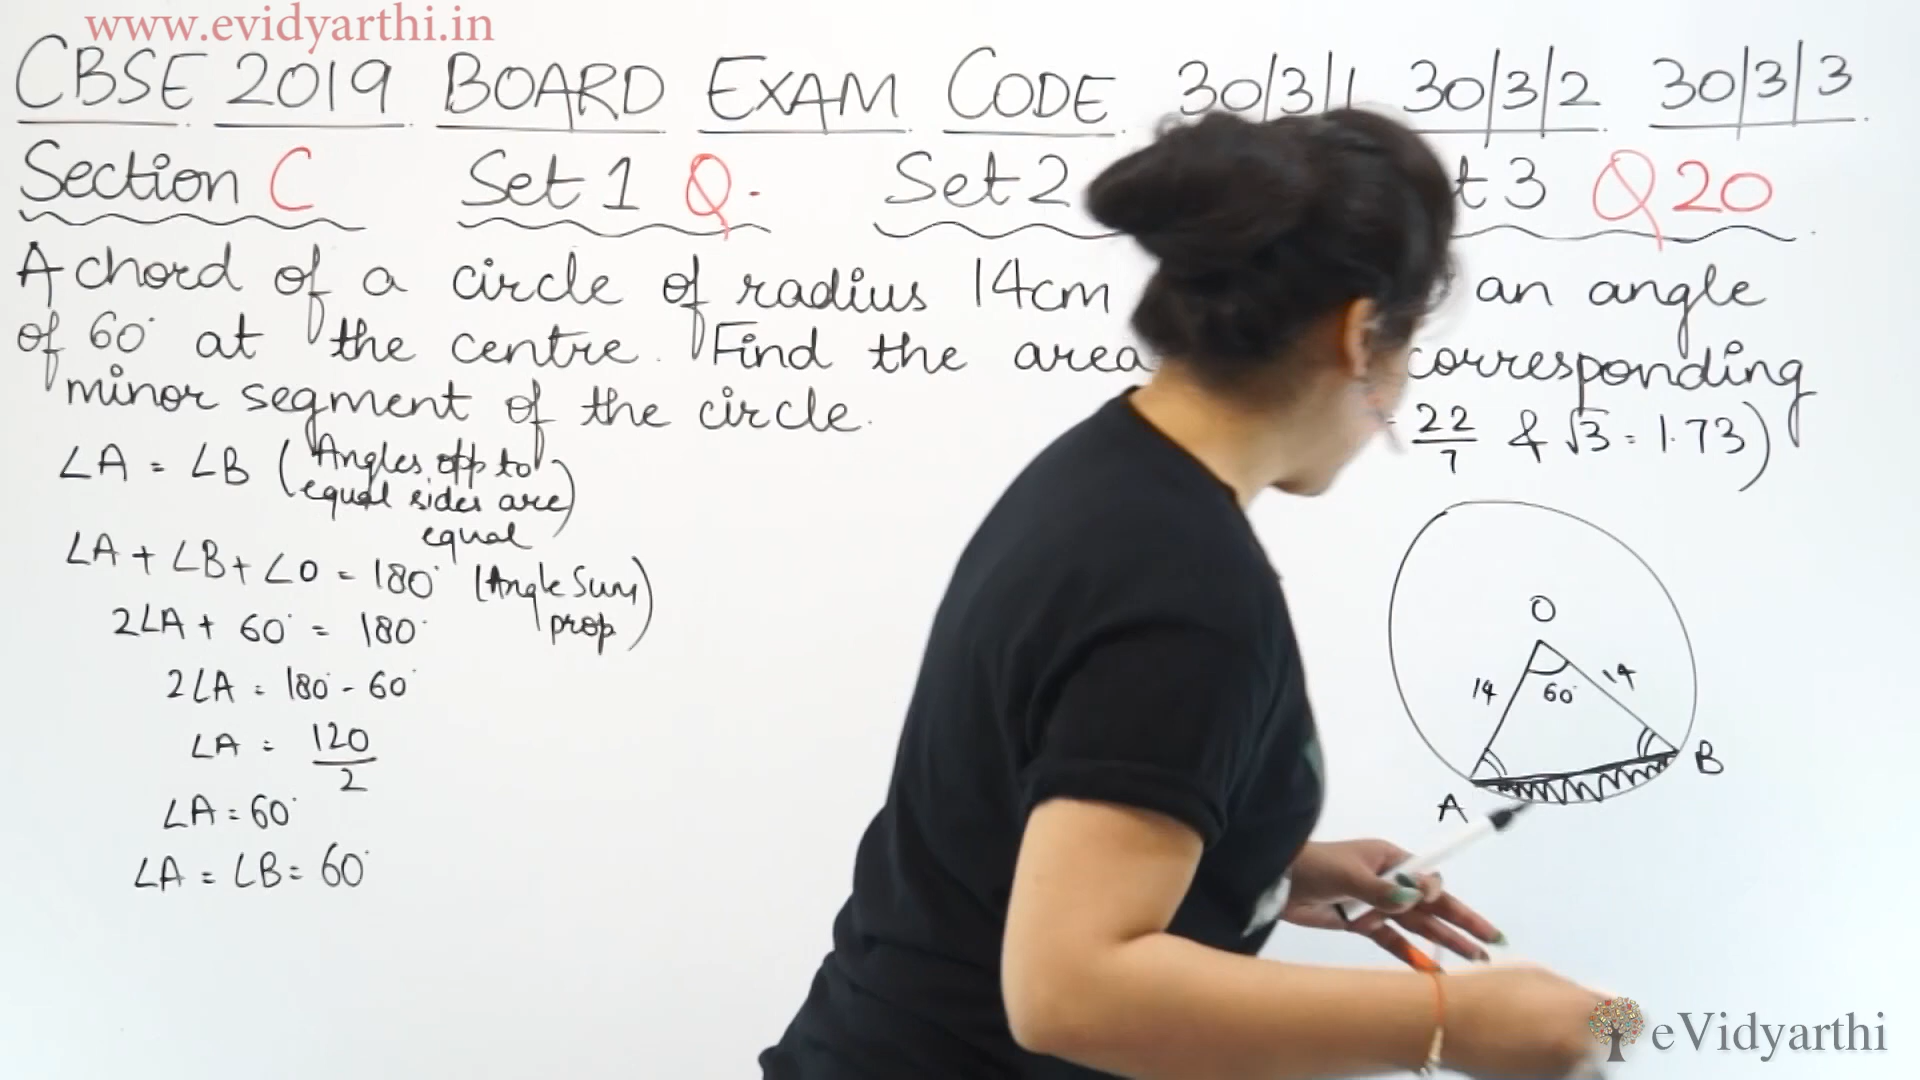 www.evidyarthi.in
CBSE 2019 BOARD EXAM CODE 30/3/1 30/3/2 30/3/3
Section C Set 1 Q. Set 2 t 3 Q20
A chord of a circle of radius 14cm an angle
of 60° at the centre. Find the area corresponding
minor segment of the circle.
22/7 & √3 = 1.73)
∠A = ∠B (Angles opp to
equal sides are)
equal
∠A + ∠B + ∠O = 180° (Angle Sum
prop)
2∠A + 60° = 180°
2∠A = 180° - 60°
∠A = 120/2
∠A = 60°
∠A = ∠B = 60°
O
14 60° 14
A B
eVidyarthi